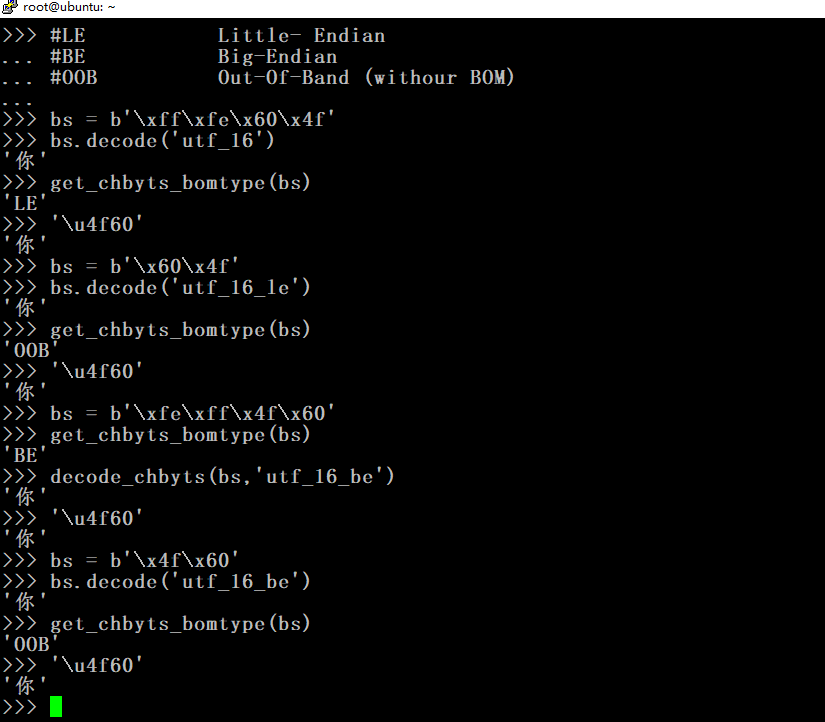 root@ubuntu: ~
>>> #LE           Little- Endian
... #BE           Big-Endian
... #OOB          Out-Of-Band (withour BOM)
...
>>> bs = b'\xff\xfe\x60\x4f'
>>> bs.decode('utf_16')
'你'
>>> get_chbyts_bomtype(bs)
'LE'
>>> '\u4f60'
'你'
>>> bs = b'\x60\x4f'
>>> bs.decode('utf_16_le')
'你'
>>> get_chbyts_bomtype(bs)
'OOB'
>>> '\u4f60'
'你'
>>> bs = b'\xfe\xff\x4f\x60'
>>> get_chbyts_bomtype(bs)
'BE'
>>> decode_chbyts(bs,'utf_16_be')
'你'
>>> '\u4f60'
'你'
>>> bs = b'\x4f\x60'
>>> bs.decode('utf_16_be')
'你'
>>> get_chbyts_bomtype(bs)
'OOB'
>>> '\u4f60'
'你'
>>>